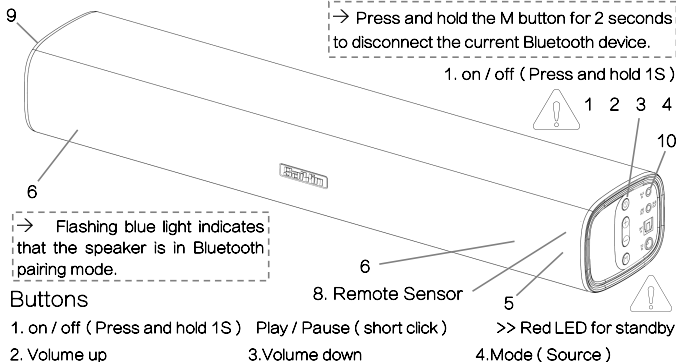 9
→ Press and hold the M button for 2 seconds
to disconnect the current Bluetooth device.
1. on / off ( Press and hold 1S )
1 2 3 4
10
6
→ Flashing blue light indicates
that the speaker is in Bluetooth
pairing mode.
6
8. Remote Sensor
5
Buttons
1. on / off ( Press and hold 1S ) Play / Pause ( short click ) >> Red LED for standby
2. Volume up 3.Volume down 4.Mode ( Source )